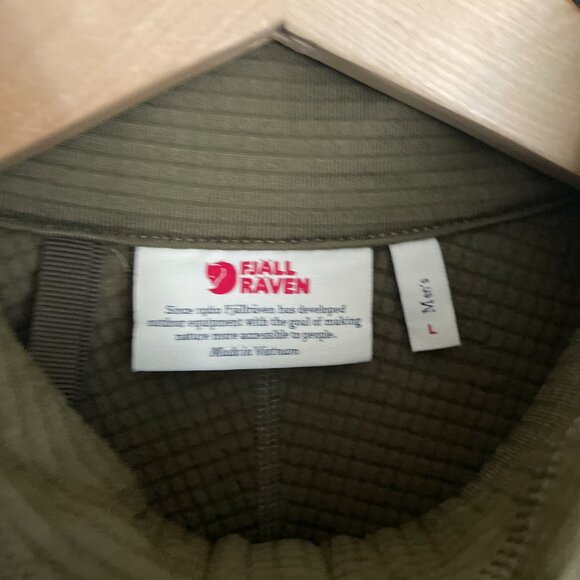 FJÄLL
RAVEN
Since 1960 Fjällräven has developed
outdoor equipment with the goal of making
nature more accessible to people.
Made in Vietnam
Men's
L